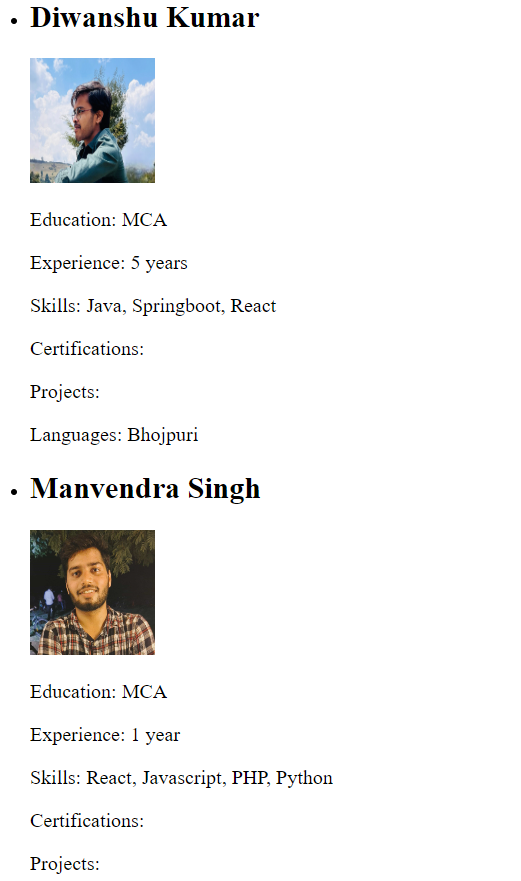 Diwanshu Kumar
Education: MCA
Experience: 5 years
Skills: Java, Springboot, React
Certifications:
Projects:
Languages: Bhojpuri
Manvendra Singh
Education: MCA
Experience: 1 year
Skills: React, Javascript, PHP, Python
Certifications:
Projects: